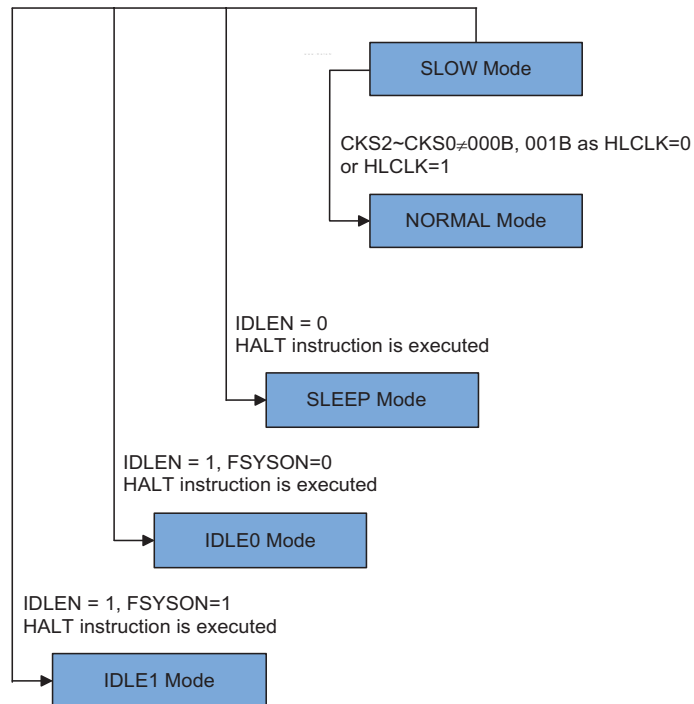 SLOW Mode
CKS2~CKS0≠000B, 001B as HLCLK=0
or HLCLK=1
NORMAL Mode
IDLEN = 0
HALT instruction is executed
SLEEP Mode
IDLEN = 1, FSYSON=0
HALT instruction is executed
IDLE0 Mode
IDLEN = 1, FSYSON=1
HALT instruction is executed
IDLE1 Mode